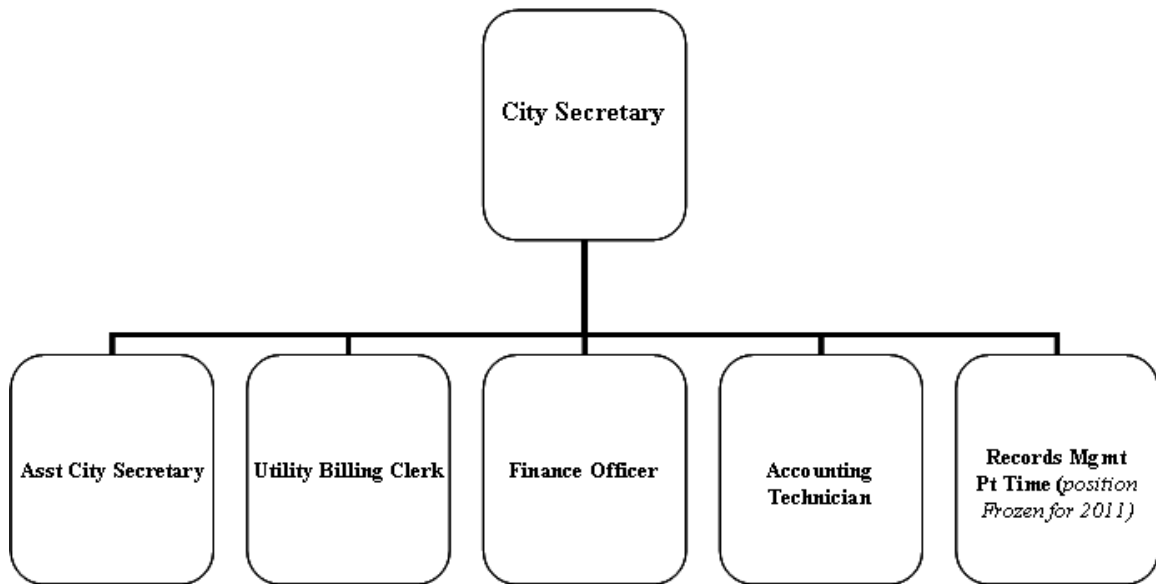 City Secretary
Asst City Secretary
Utility Billing Clerk
Finance Officer
Accounting
Technician
Records Mgmt
Pt Time (position
Frozen for 2011)